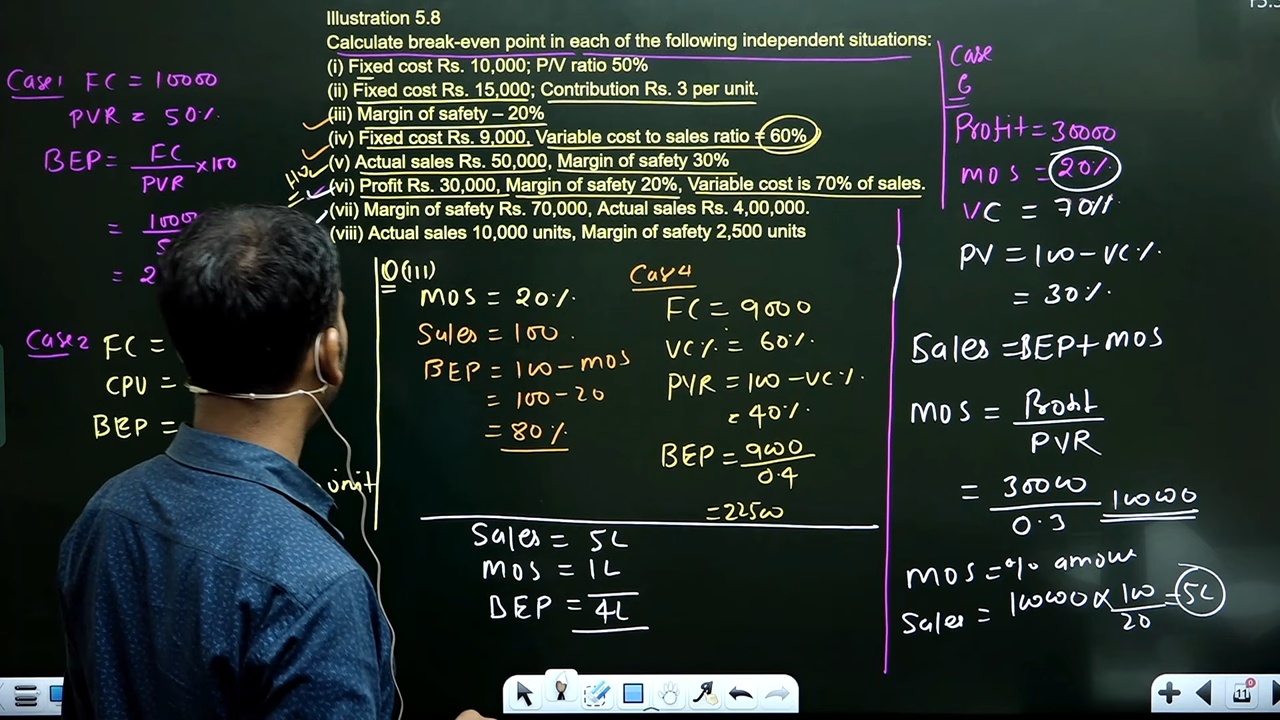 Illustration 5.8
Calculate break-even point in each of the following independent situations:
(i) Fixed cost Rs. 10,000; P/V ratio 50%
(ii) Fixed cost Rs. 15,000; Contribution Rs. 3 per unit.
(iii) Margin of safety – 20%
(iv) Fixed cost Rs. 9,000, Variable cost to sales ratio = 60%
(v) Actual sales Rs. 50,000, Margin of safety 30%
(vi) Profit Rs. 30,000, Margin of safety 20%, Variable cost is 70% of sales.
(vii) Margin of safety Rs. 70,000, Actual sales Rs. 4,00,000.
(viii) Actual sales 10,000 units, Margin of safety 2,500 units
Case1 FC = 10000
PVR = 50%
BEP = FC / PVR ×100
Case2 FC =
CPU =
BEP =
unit
(iii)
MOS = 20%
Sales = 100
BEP = 100 - MOS
= 100-20
= 80%
Case4
FC = 9000
VC% = 60%
PVR = 100 - VC%
= 40%
BEP = 9000 / 0.4
= 22500
Sales = 5L
MOS = 1L
BEP = 4L
Case
6
Profit = 30000
MOS = 20%
VC = 70%
PV = 100 - VC%
= 30%
Sales = BEP + MOS
MOS = Profit / PVR
= 30000 / 0.3 100000
MOS = % amount
Sales = 100000 × 100 / 20 = 5L
11